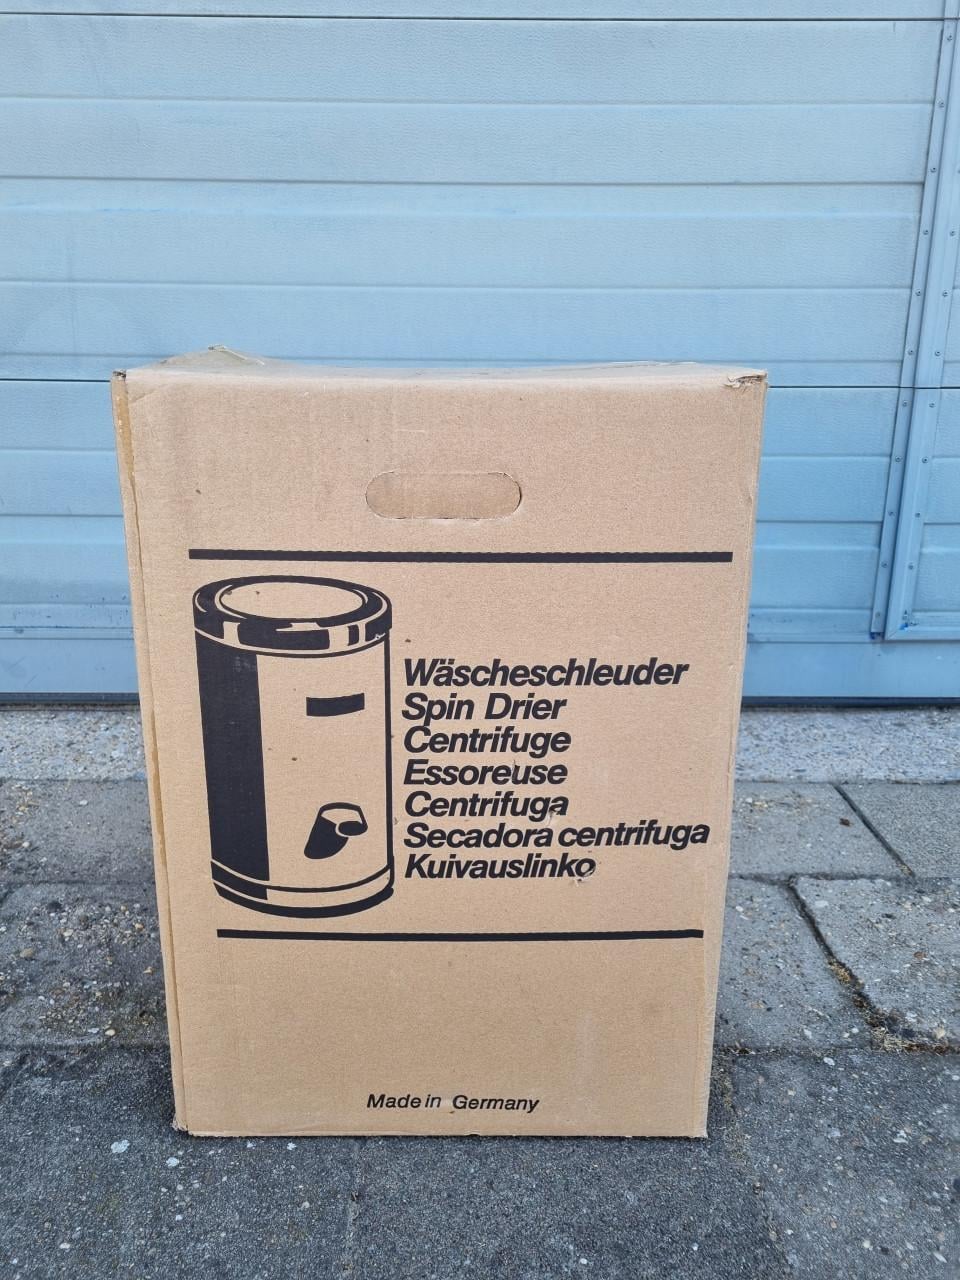 Wäscheschleuder
Spin Drier
Centrifuge
Essoreuse
Centrifuga
Secadora centrifuga
Kuivauslinko
Made in Germany